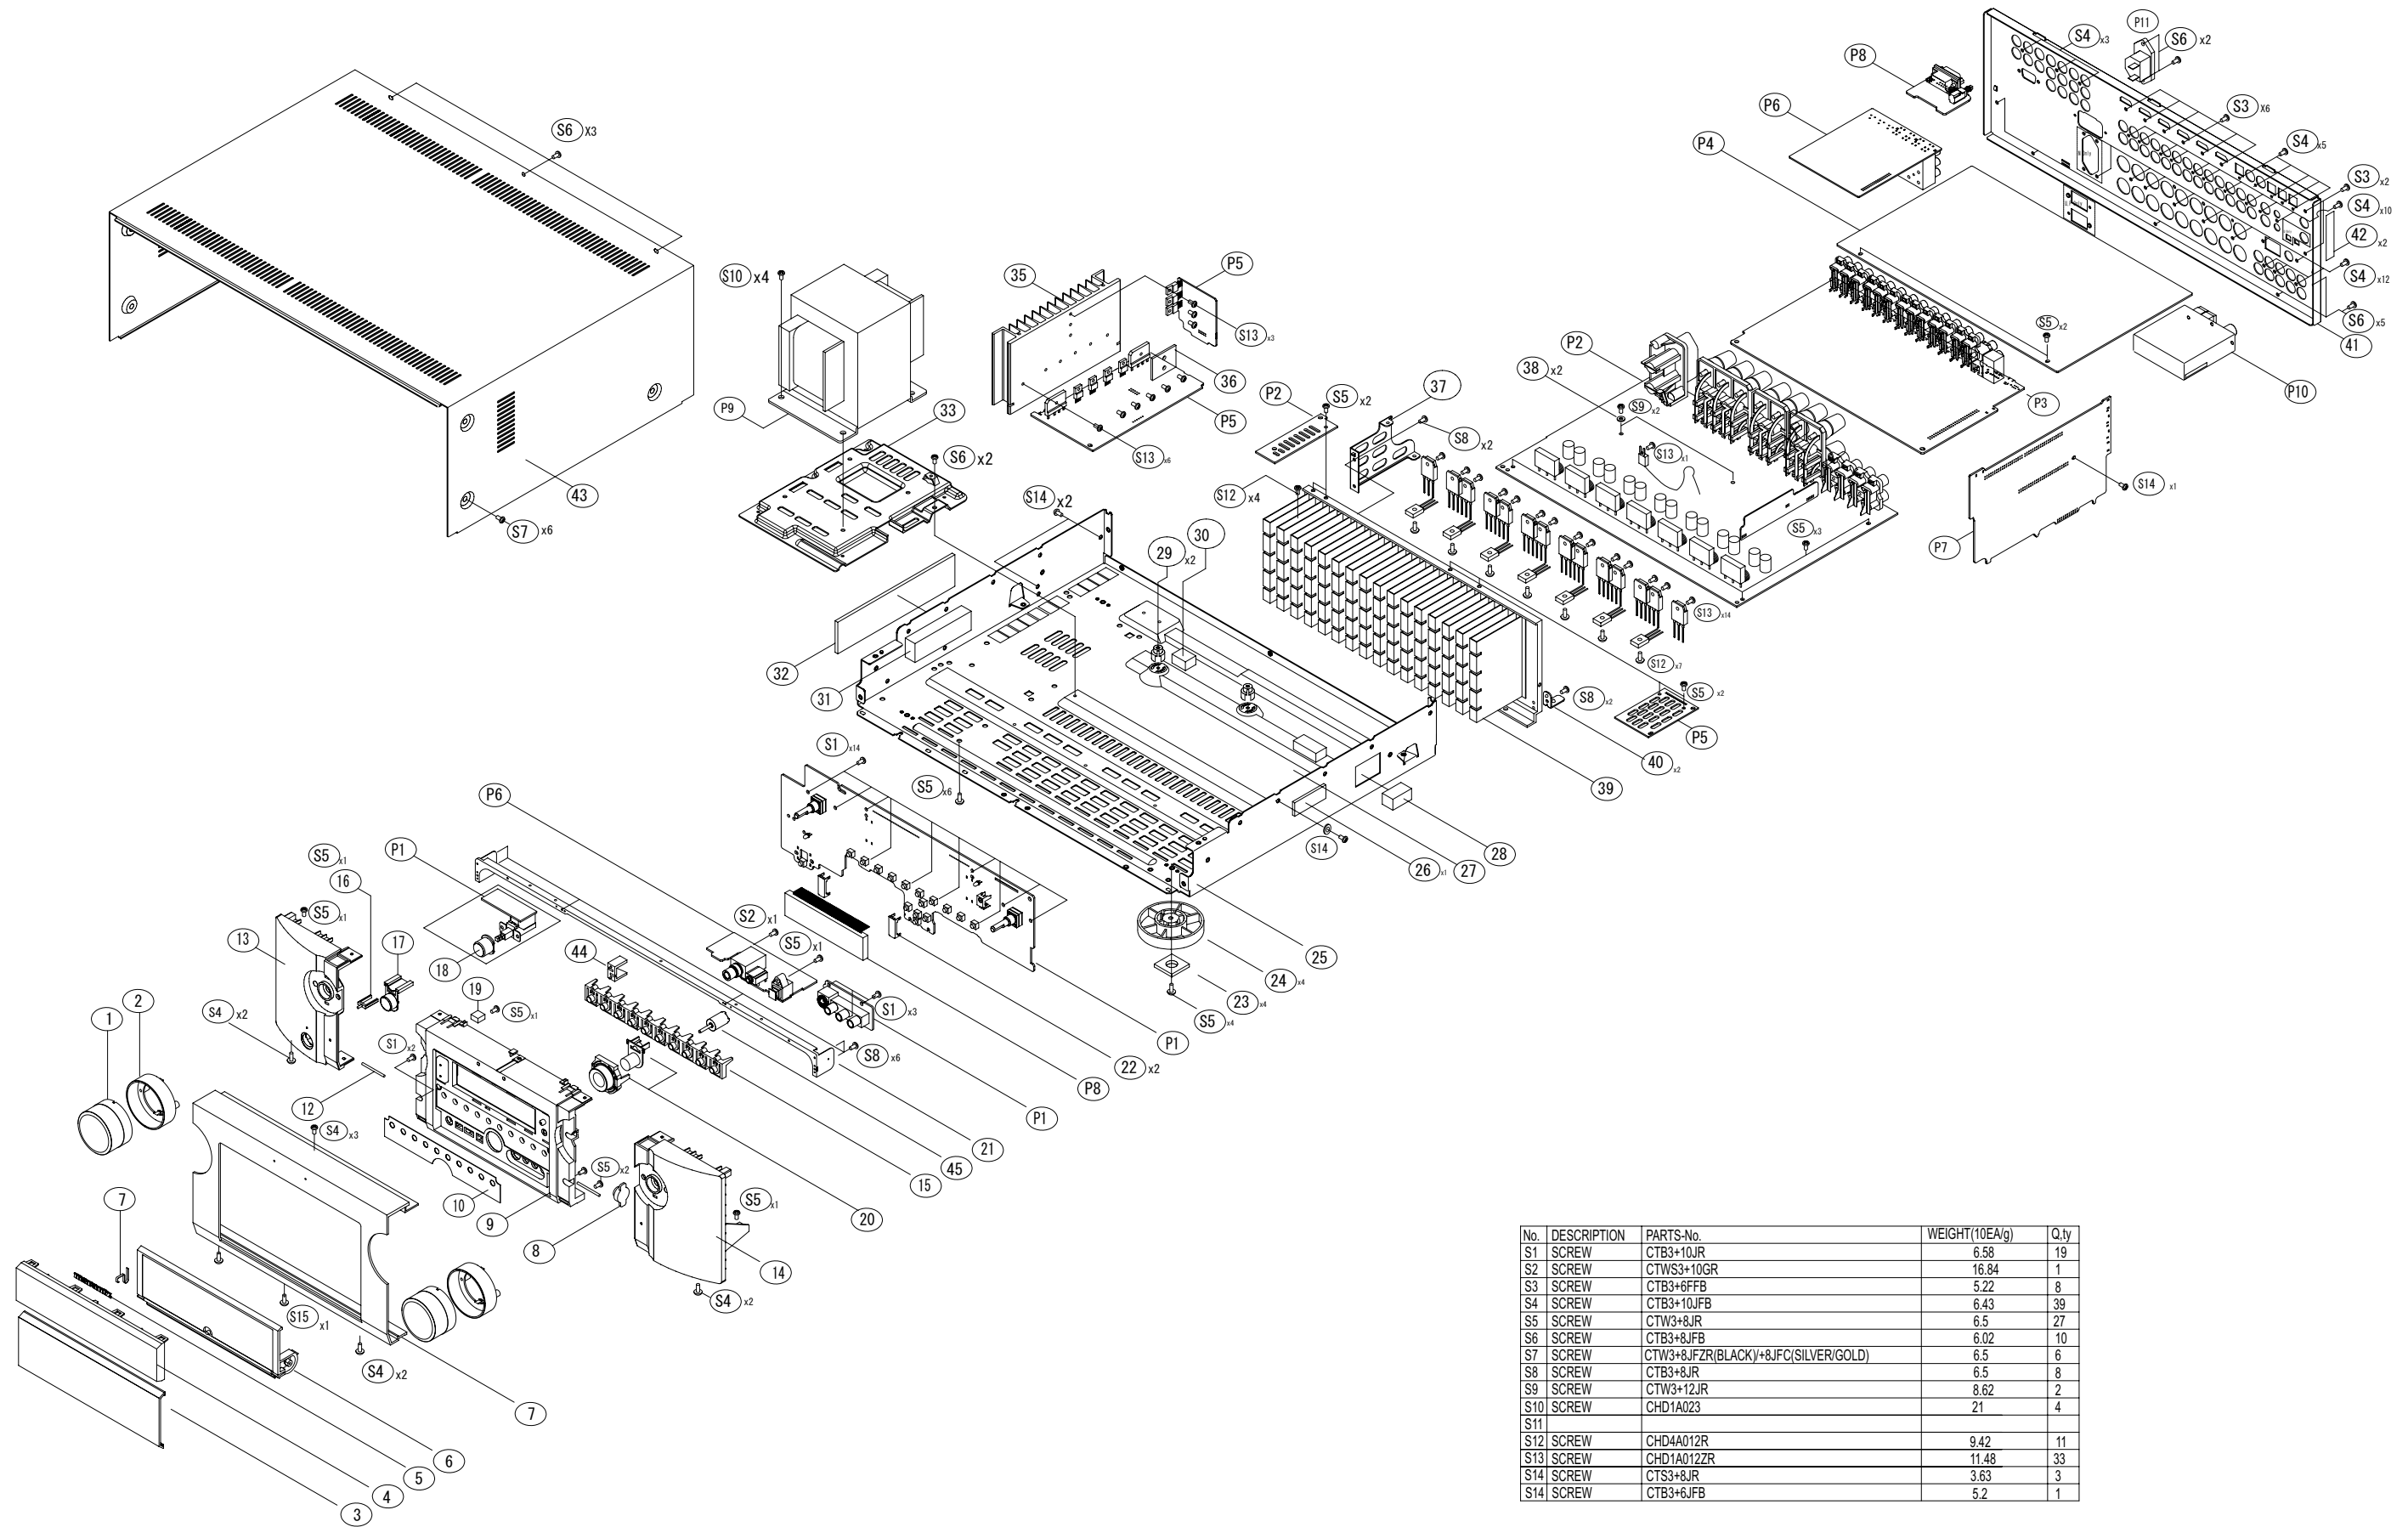 P11
S4 x3
S6 x2
P8
P6
S3 x6
S6 x3
P4
S4 x5
S3 x2
S4 x10
42 x2
S4 x12
S10 x4
35
P5
S13 x3
S5 x2
S6 x5
P2
41
38 x2
36
37
P10
P9
33
P2
S5 x2
P3
P5
S9 x2
S8 x2
S6 x2
S13 x6
S13 x1
43
S14 x2
S12 x4
S14 x1
S7 x6
S5 x3
P7
30
29 x2
S13 x14
32
S12 x7
31
S8 x2
S5 x2
P5
S1 x14
40 x2
S5 x6
39
P6
P1
S5 x1
S14
28
16
26 x1
27
S5 x1
S2 x1
13
17
S5 x1
25
18
44
24 x4
2
19
23 x4
1
S4 x2
S5 x1
S1 x3
S5 x4
S1 x2
P1
S8 x6
22 x2
P8
12
P1
S4 x3
21
45
S5 x2
15
10
S5 x1
20
9
7
8
14
S4 x2
S15 x1
S4 x2
7
6
5
4
3
No. DESCRIPTION PARTS-No. WEIGHT(10EA/g) Q,ty
S1 SCREW CTB3+10JR 6.58 19
S2 SCREW CTWS3+10GR 16.84 1
S3 SCREW CTB3+6FFB 5.22 8
S4 SCREW CTB3+10JFB 6.43 39
S5 SCREW CTW3+8JR 6.5 27
S6 SCREW CTB3+8JFB 6.02 10
S7 SCREW CTW3+8JFZR(BLACK)/+8JFC(SILVER/GOLD) 6.5 6
S8 SCREW CTB3+8JR 6.5 8
S9 SCREW CTW3+12JR 8.62 2
S10 SCREW CHD1A023 21 4
S11
S12 SCREW CHD4A012R 9.42 11
S13 SCREW CHD1A012ZR 11.48 33
S14 SCREW CTS3+8JR 3.63 3
S14 SCREW CTB3+6JFB 5.2 1